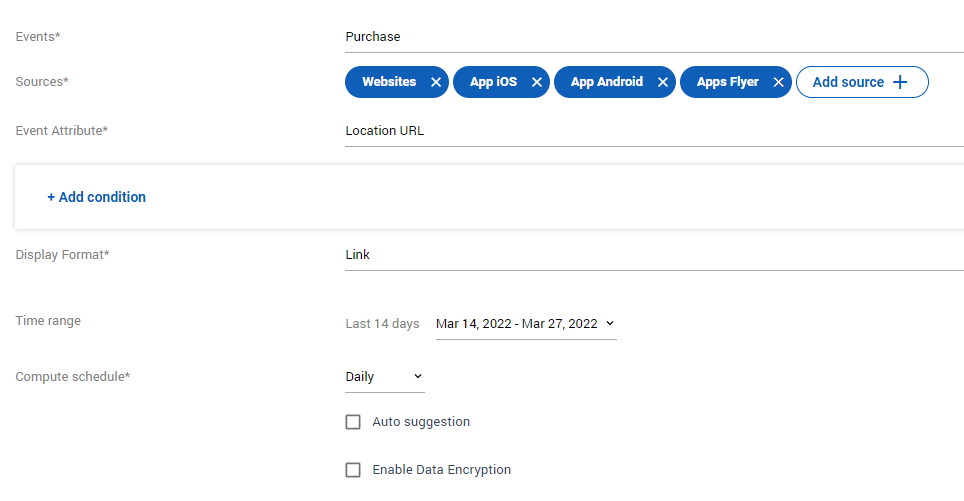 Events* Purchase
Sources* Websites App iOS App Android Apps Flyer Add source
Event Attribute* Location URL
+ Add condition
Display Format* Link
Time range Last 14 days Mar 14, 2022 - Mar 27, 2022
Compute schedule* Daily
Auto suggestion
Enable Data Encryption